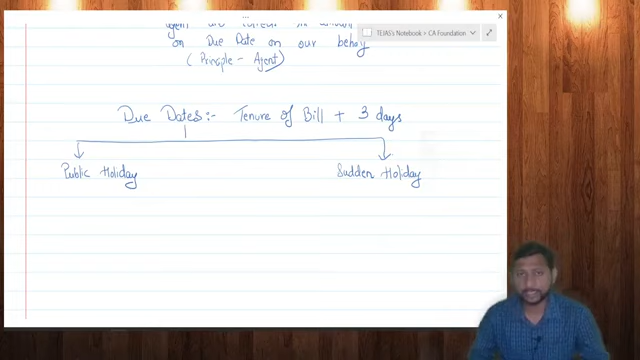 TEJAS's Notebook » CA Foundation
on Due Date on our behay
( Principle - Agent)
Due Dates :- Tenure of Bill + 3 days
Public Holiday
Sudden Holiday